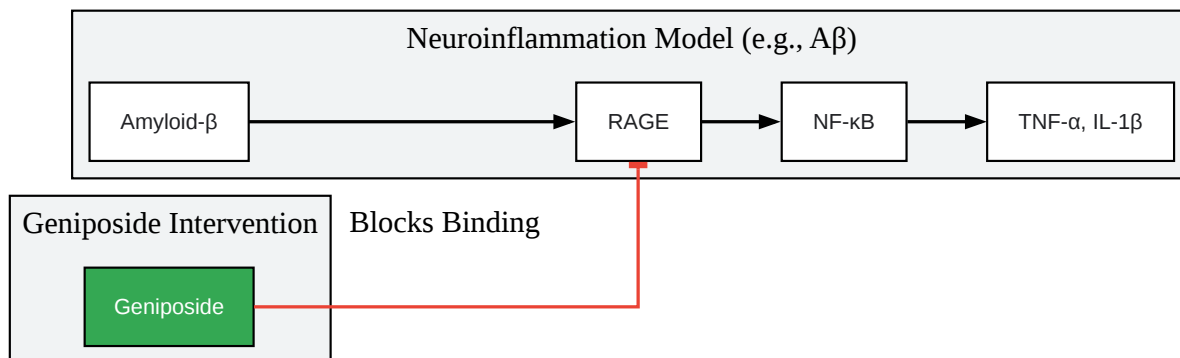 Neuroinflammation Model (e.g., Aβ)
Amyloid-β
RAGE
NF-κB
TNF-α, IL-1β
Geniposide Intervention
Blocks Binding
Geniposide